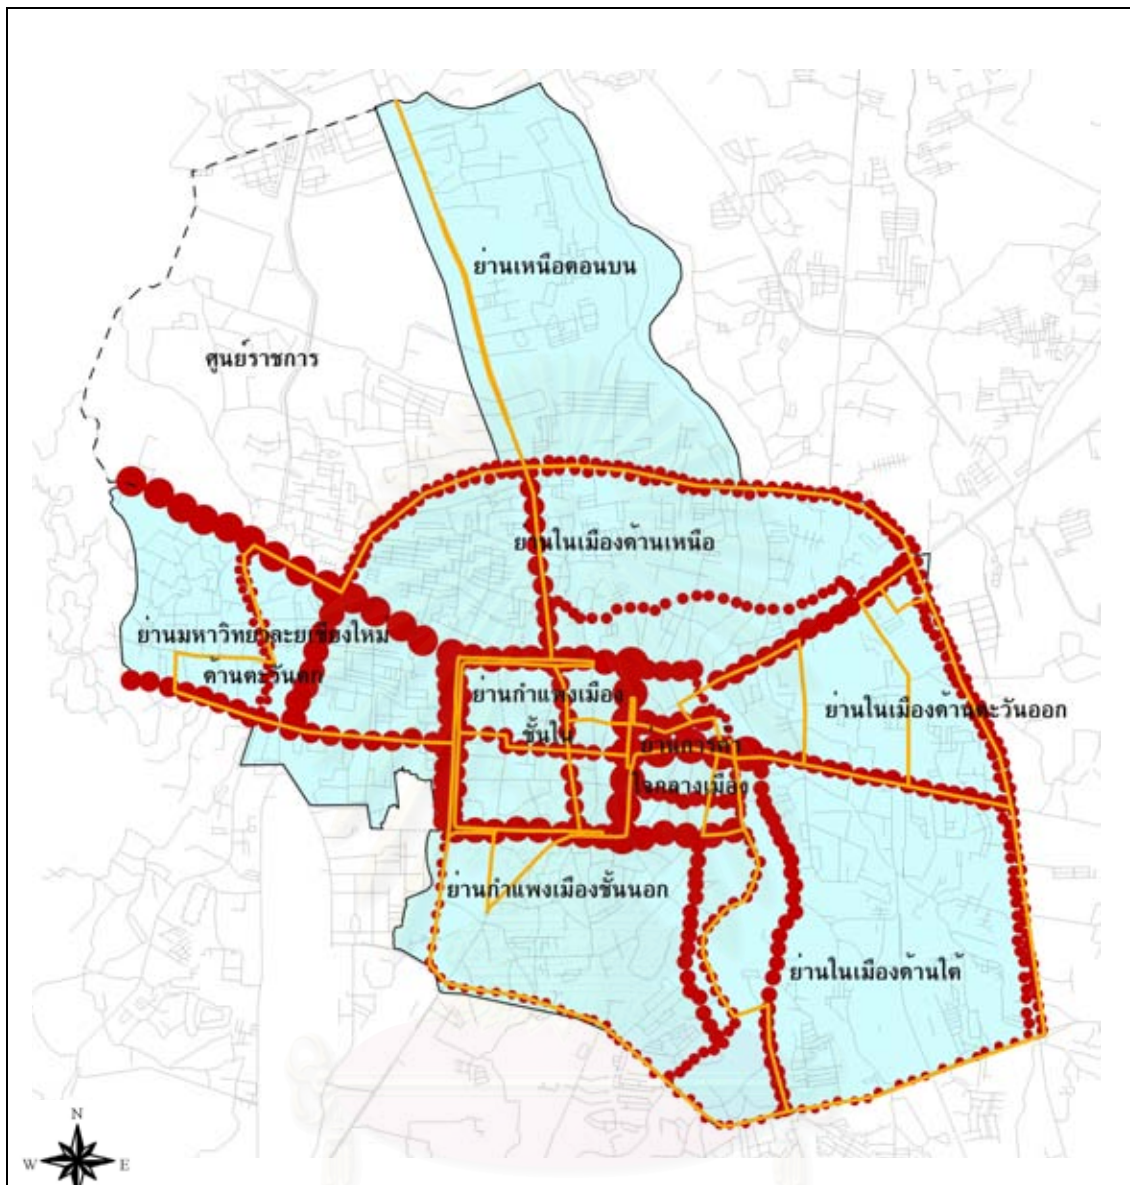 ย่านเหนือตอนบน
ศูนย์ราชการ
ย่านในเมืองด้านเหนือ
ย่านมหาวิทยาลัยเชียงใหม่
ด้านตะวันตก
ย่านกำแพงเมือง
ชั้นใน
ย่านในเมืองด้านตะวันออก
ย่านการค้า
ใจกลางเมือง
ย่านกำแพงเมืองชั้นนอก
ย่านในเมืองด้านใต้
N
W E